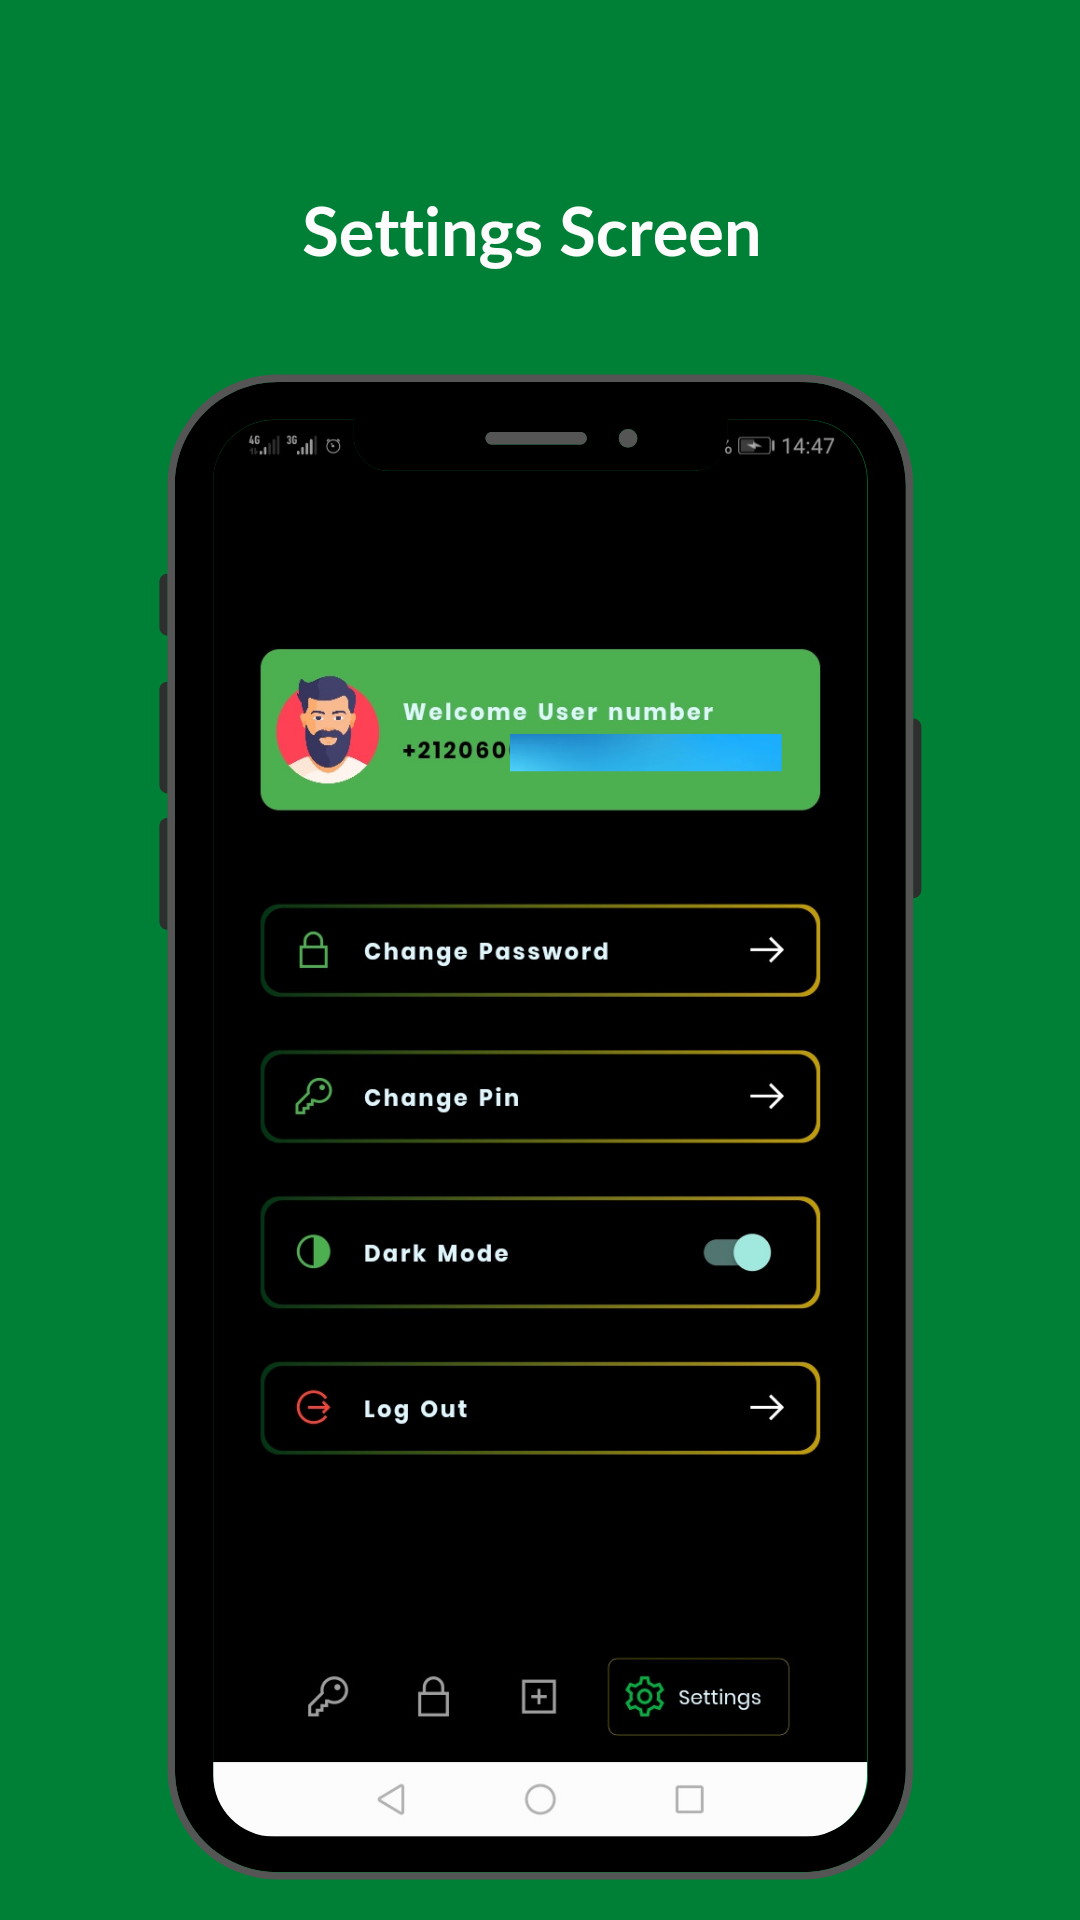 Settings Screen
4G 3G % 14:47
Welcome User number
+212060
Change Password
Change Pin
Dark Mode
Log Out
Settings